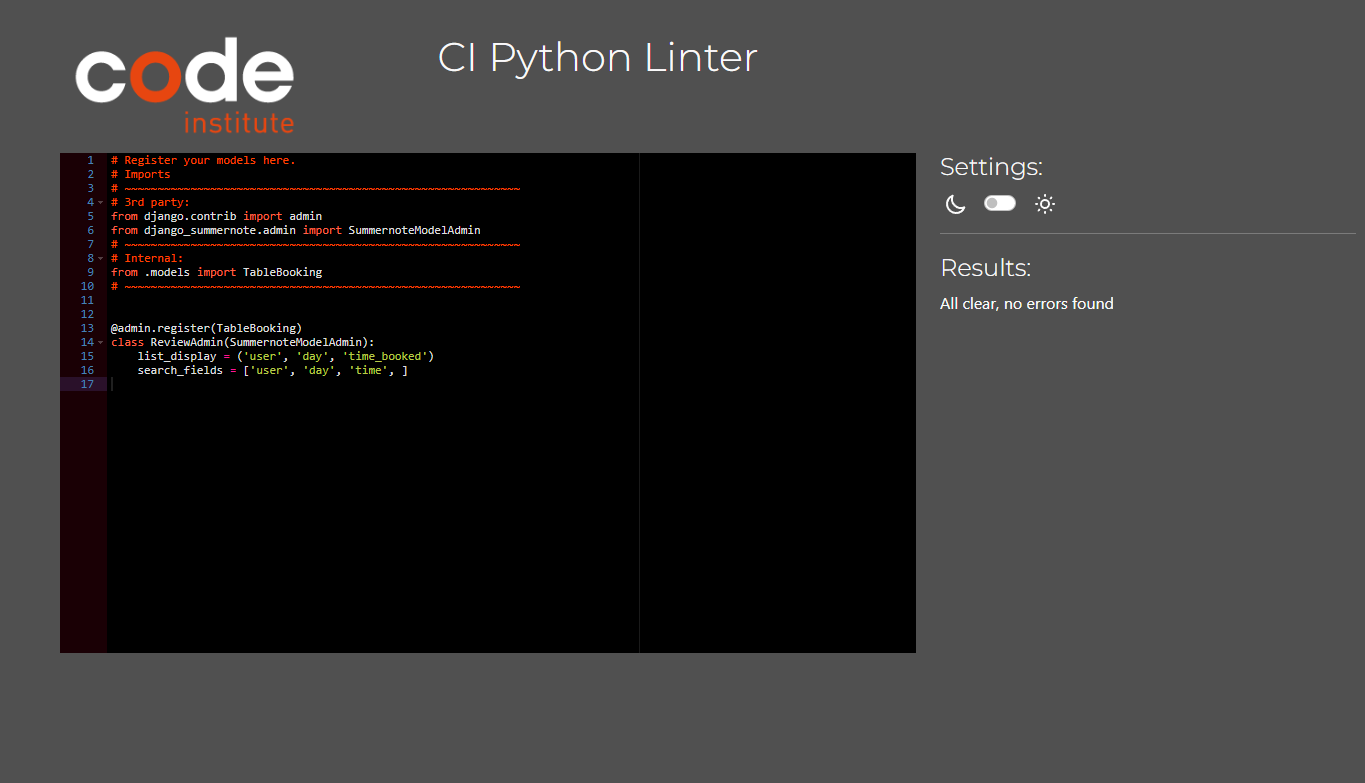 code
institute
CI Python Linter
1 # Register your models here.
2 # Imports
3 # ~~~~~~~~~~~~~~~~~~~~~~~~~~~~~~~~~~~~~~~~~~~~~~~~~~~~~~~~~~~~
4 # 3rd party:
5 from django.contrib import admin
6 from django_summernote.admin import SummernoteModelAdmin
7 # ~~~~~~~~~~~~~~~~~~~~~~~~~~~~~~~~~~~~~~~~~~~~~~~~~~~~~~~~~~~~
8 # Internal:
9 from .models import TableBooking
10 # ~~~~~~~~~~~~~~~~~~~~~~~~~~~~~~~~~~~~~~~~~~~~~~~~~~~~~~~~~~~~
11
12
13 @admin.register(TableBooking)
14 class ReviewAdmin(SummernoteModelAdmin):
15     list_display = ('user', 'day', 'time_booked')
16     search_fields = ['user', 'day', 'time', ]
17
Settings:
Results:
All clear, no errors found